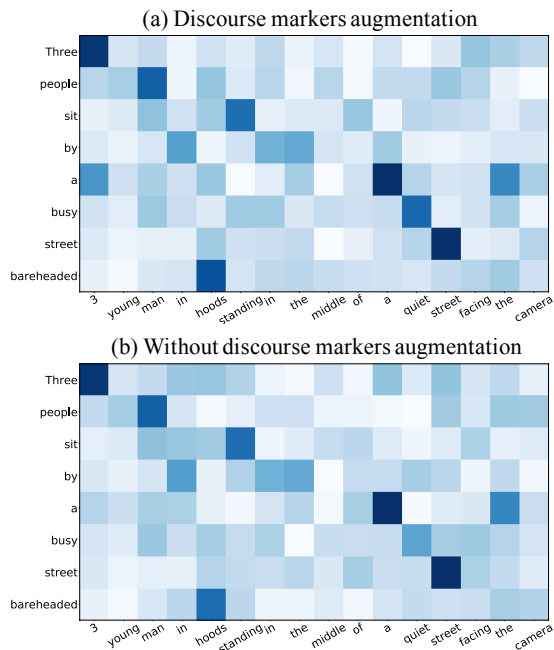 (a) Discourse markers augmentation
Three
people
sit
by
a
busy
street
bareheaded
3 young man in hoods standing in the middle of a quiet street facing the camera
(b) Without discourse markers augmentation
Three
people
sit
by
a
busy
street
bareheaded
3 young man in hoods standing in the middle of a quiet street facing the camera